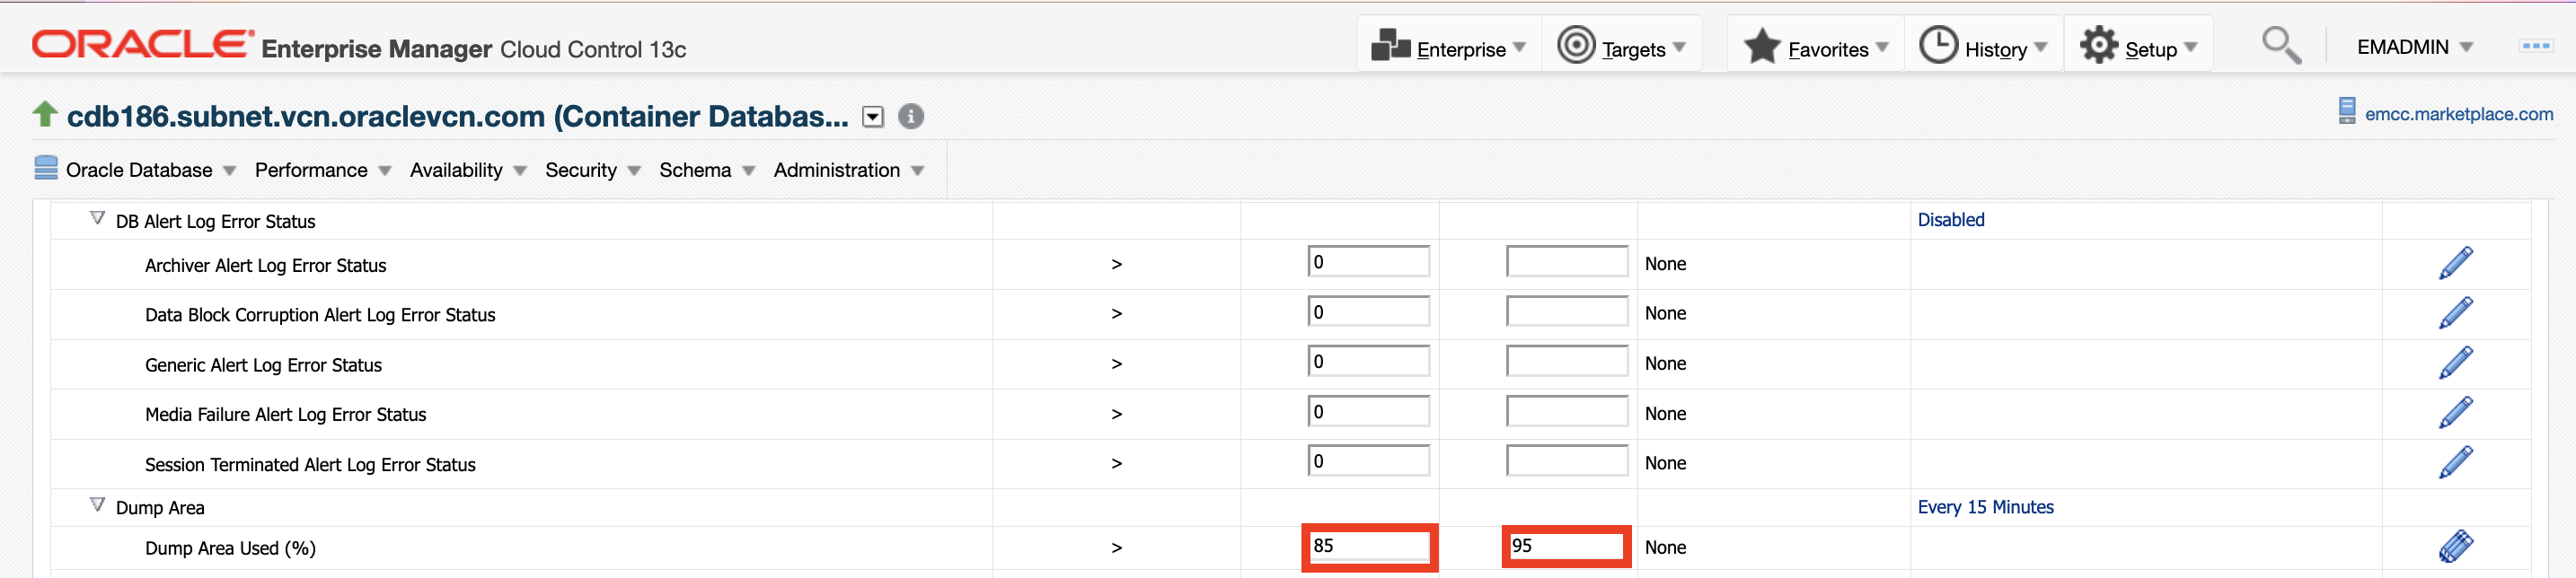 ORACLE Enterprise Manager Cloud Control 13c
Enterprise
Targets
Favorites
History
Setup
EMADMIN
cdb186.subnet.vcn.oraclevcn.com (Container Databas...
emcc.marketplace.com
Oracle Database
Performance
Availability
Security
Schema
Administration
DB Alert Log Error Status Disabled
Archiver Alert Log Error Status > 0 None
Data Block Corruption Alert Log Error Status > 0 None
Generic Alert Log Error Status > 0 None
Media Failure Alert Log Error Status > 0 None
Session Terminated Alert Log Error Status > 0 None
Dump Area Every 15 Minutes
Dump Area Used (%) > 85 95 None